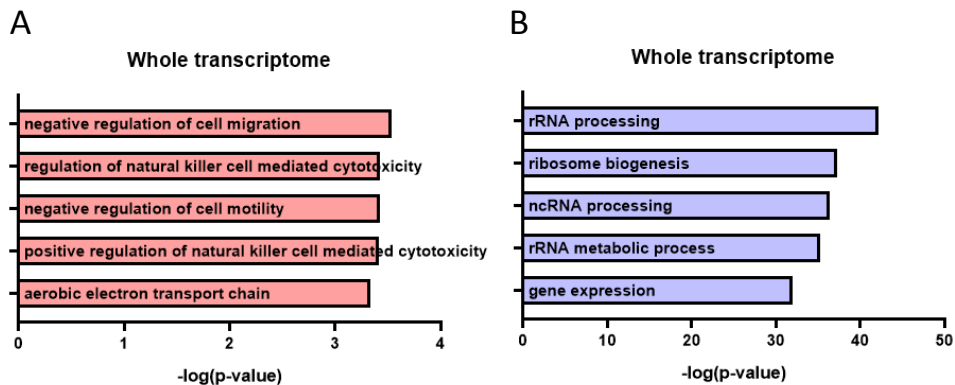 A
Whole transcriptome
negative regulation of cell migration
regulation of natural killer cell mediated cytotoxicity
negative regulation of cell motility
positive regulation of natural killer cell mediated cytotoxicity
aerobic electron transport chain
0 1 2 3 4
-log(p-value)
B
Whole transcriptome
rRNA processing
ribosome biogenesis
ncRNA processing
rRNA metabolic process
gene expression
0 10 20 30 40 50
-log(p-value)